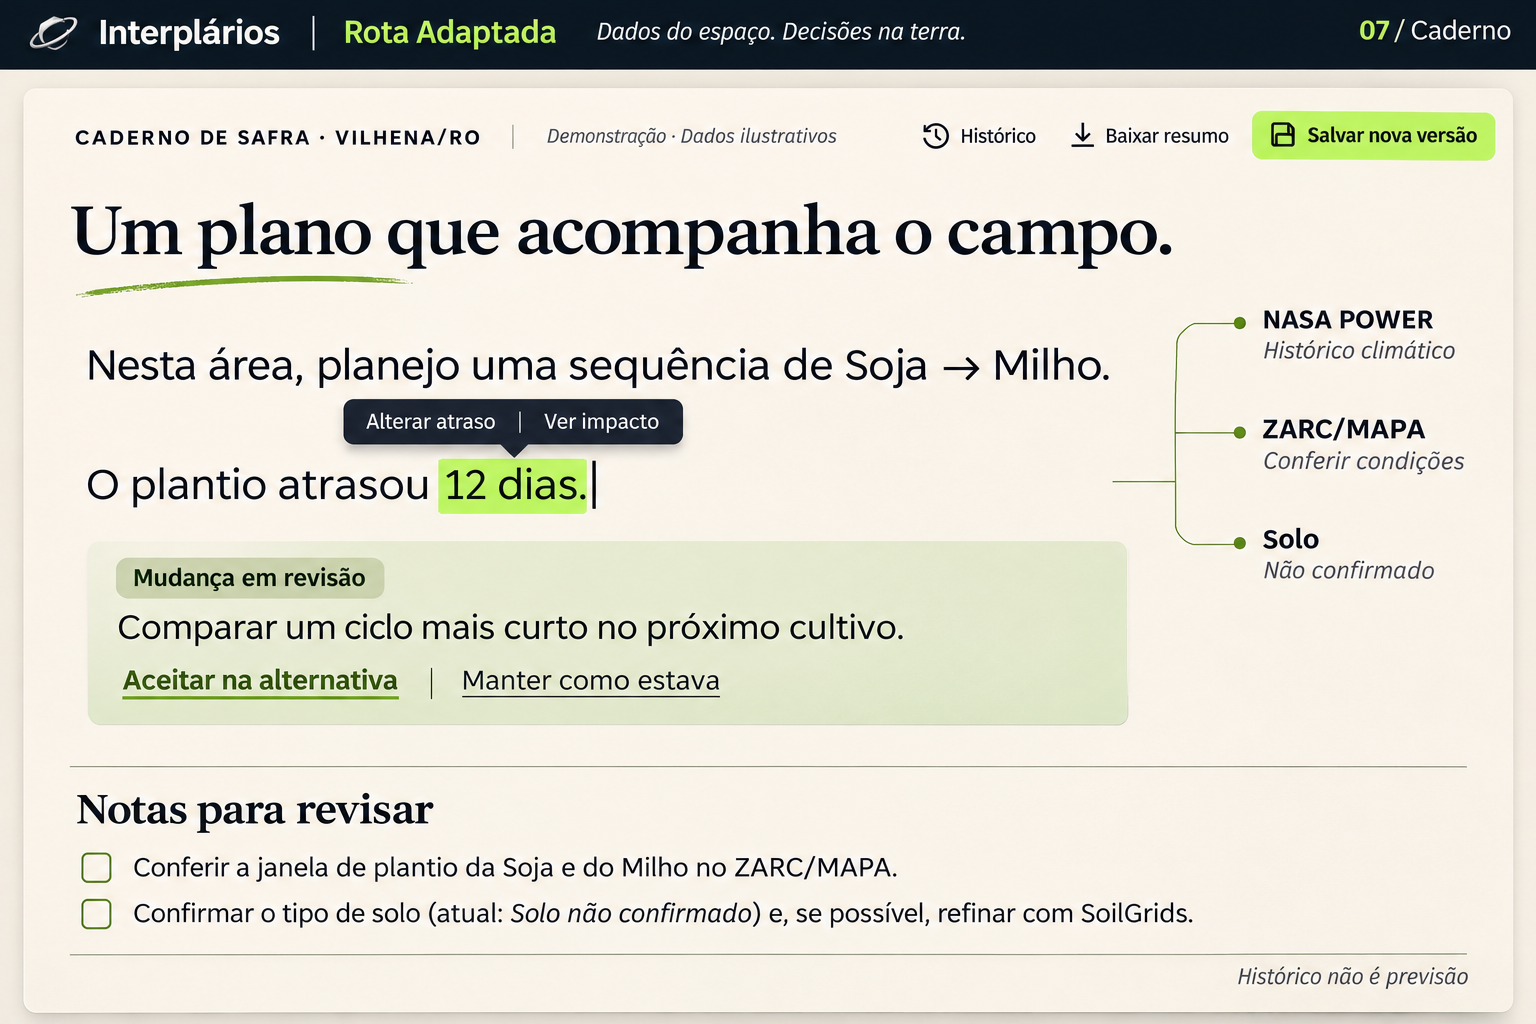 Interplários | Rota Adaptada Dados do espaço. Decisões na terra. 07 / Caderno
CADERNO DE SAFRA · VILHENA/RO | Demonstração · Dados ilustrativos Histórico Baixar resumo Salvar nova versão
Um plano que acompanha o campo.
Nesta área, planejo uma sequência de Soja → Milho.
Alterar atraso | Ver impacto
O plantio atrasou 12 dias.
Mudança em revisão
Comparar um ciclo mais curto no próximo cultivo.
Aceitar na alternativa | Manter como estava
NASA POWER
Histórico climático
ZARC/MAPA
Conferir condições
Solo
Não confirmado
Notas para revisar
Conferir a janela de plantio da Soja e do Milho no ZARC/MAPA.
Confirmar o tipo de solo (atual: Solo não confirmado) e, se possível, refinar com SoilGrids.
Histórico não é previsão